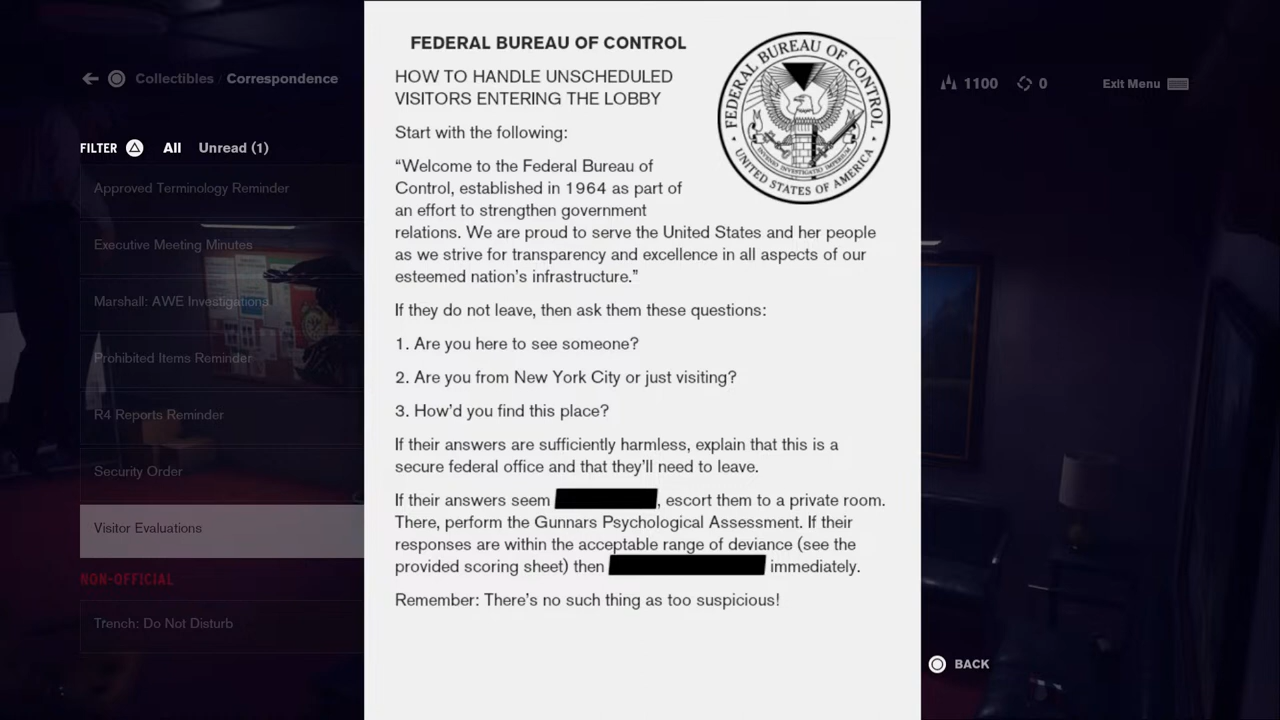 Collectibles / Correspondence
1100
0
Exit Menu
FILTER All Unread (1)
Approved Terminology Reminder
Executive Meeting Minutes
Marshall: AWE Investigations
Prohibited Items Reminder
R4 Reports Reminder
Security Order
Visitor Evaluations
NON-OFFICIAL
Trench: Do Not Disturb
FEDERAL BUREAU OF CONTROL
HOW TO HANDLE UNSCHEDULED
VISITORS ENTERING THE LOBBY
FEDERAL BUREAU OF CONTROL
UNITED STATES OF AMERICA
Start with the following:
“Welcome to the Federal Bureau of
Control, established in 1964 as part of
an effort to strengthen government
relations. We are proud to serve the United States and her people
as we strive for transparency and excellence in all aspects of our
esteemed nation’s infrastructure.”
If they do not leave, then ask them these questions:
1. Are you here to see someone?
2. Are you from New York City or just visiting?
3. How’d you find this place?
If their answers are sufficiently harmless, explain that this is a
secure federal office and that they’ll need to leave.
If their answers seem , escort them to a private room.
There, perform the Gunnars Psychological Assessment. If their
responses are within the acceptable range of deviance (see the
provided scoring sheet) then immediately.
Remember: There’s no such thing as too suspicious!
BACK